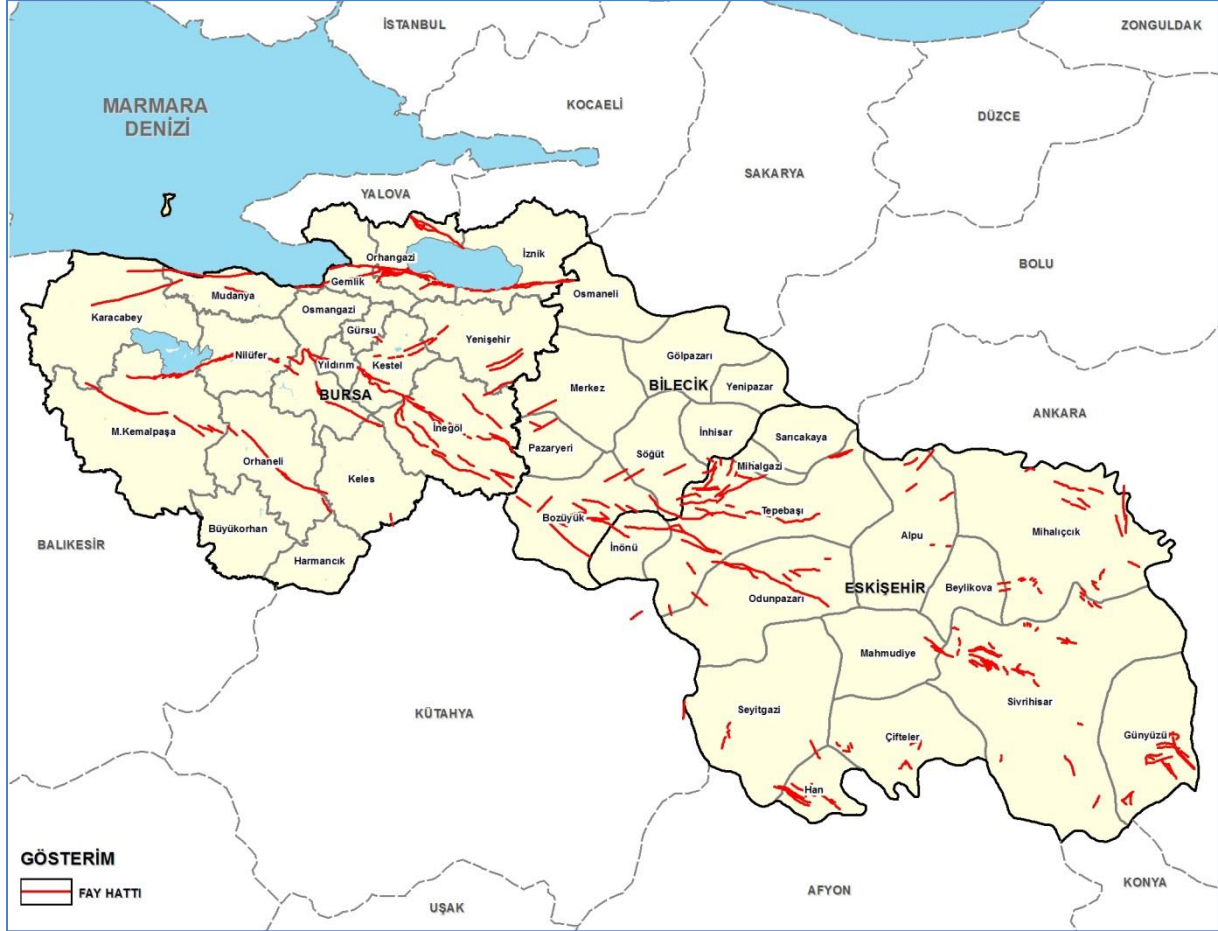 İSTANBUL
ZONGULDAK
MARMARA
DENİZİ
KOCAELİ
DÜZCE
SAKARYA
YALOVA
İznik
Orhangazi
BOLU
Gemlik
Mudanya
Osmaneli
Karacabey
Osmangazi
Gürsu
Yenişehir
Nilüfer
Yıldırım
Kestel
Gölpazarı
BURSA
Merkez
BİLECİK
Yenipazar
ANKARA
M.Kemalpaşa
İnegöl
İnhisar
Sarıcakaya
Pazaryeri
Söğüt
Orhaneli
Mihalgazi
Keles
Tepebaşı
Bozüyük
Büyükorhan
Alpu
Mihalıççık
BALIKESİR
İnönü
Harmancık
ESKİŞEHİR
Beylikova
Odunpazarı
Mahmudiye
Sivrihisar
KÜTAHYA
Seyitgazi
Çifteler
Günyüzü
Han
GÖSTERİM
FAY HATTI
AFYON
KONYA
UŞAK